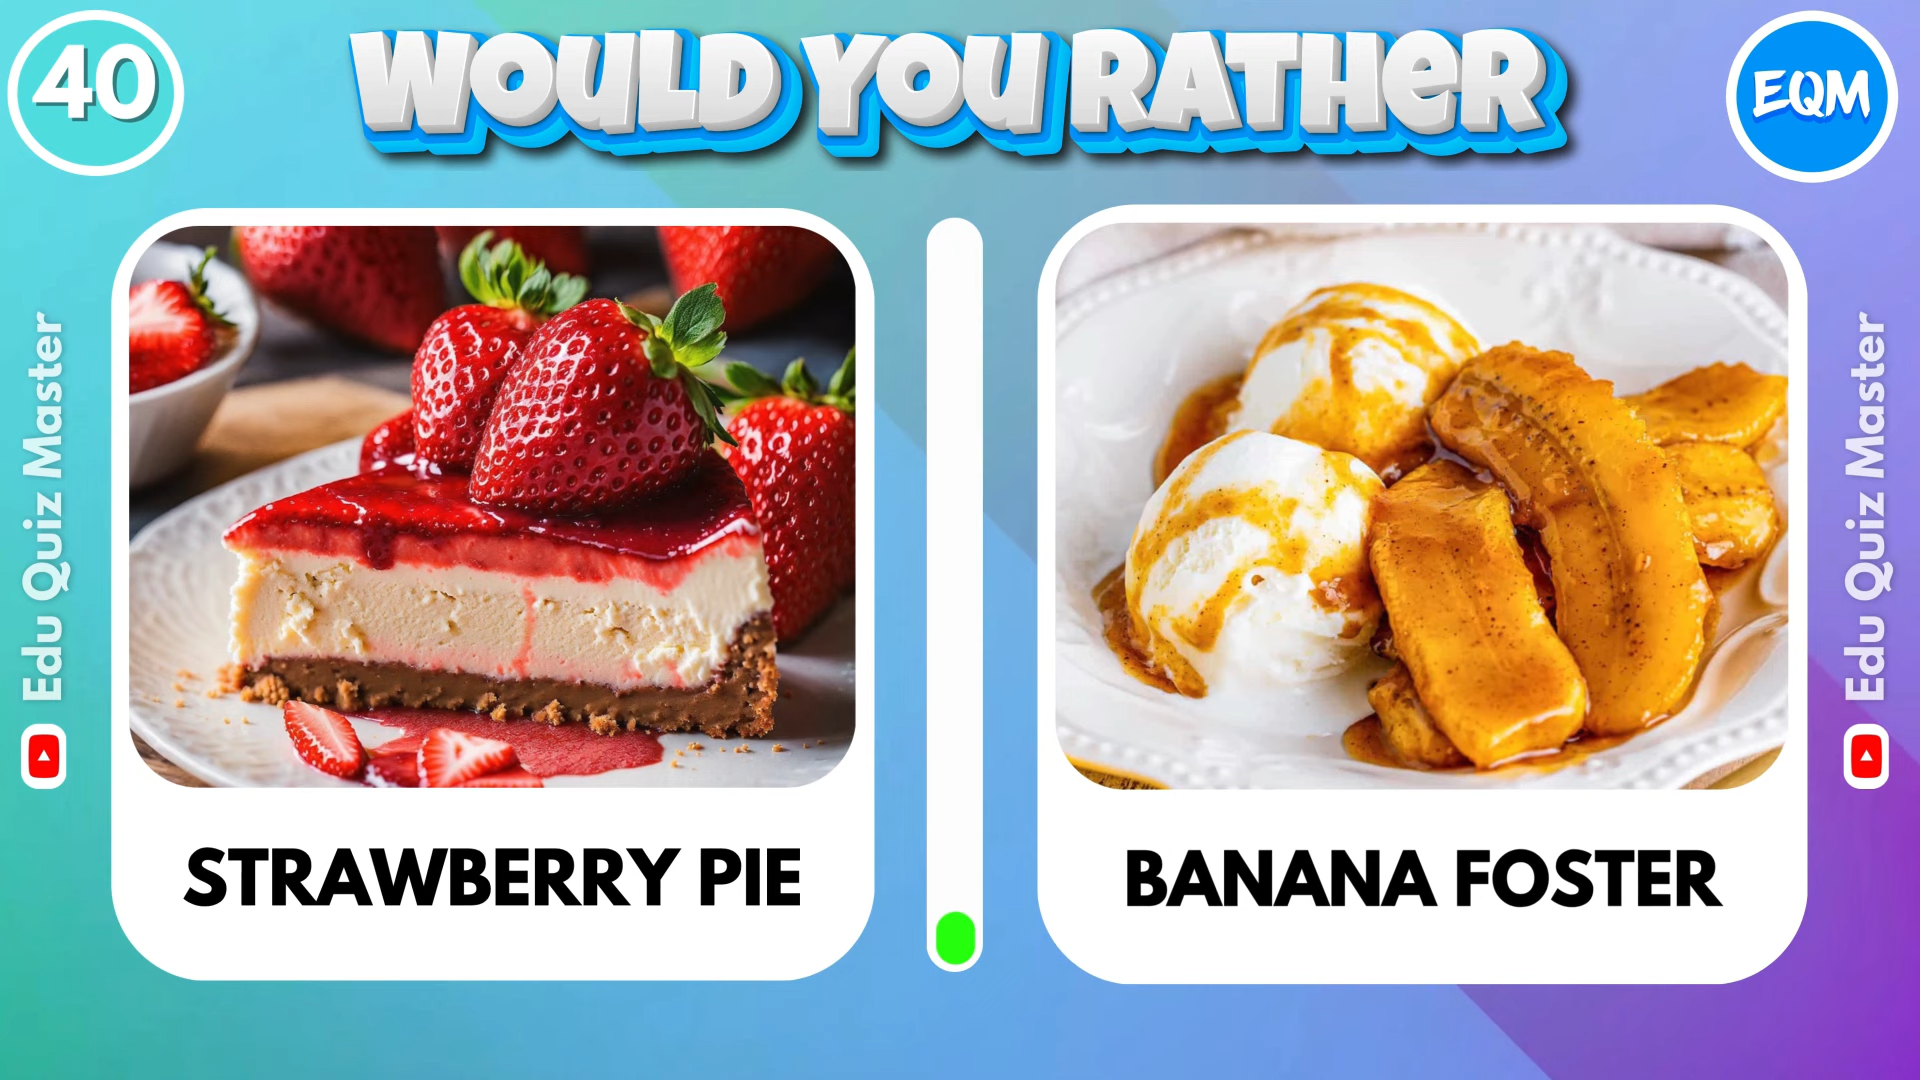 40
WOULD YOU RATHER
EQM
Edu Quiz Master
Edu Quiz Master
STRAWBERRY PIE
BANANA FOSTER